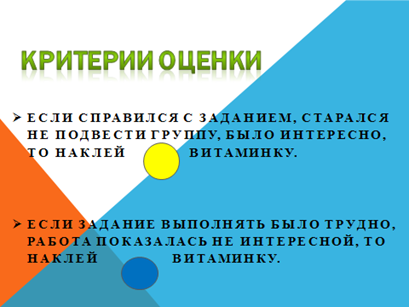 КРИТЕРИИ ОЦЕНКИ
➢ ЕСЛИ СПРАВИЛСЯ С ЗАДАНИЕМ, СТАРАЛСЯ
НЕ ПОДВЕСТИ ГРУППУ, БЫЛО ИНТЕРЕСНО,
ТО НАКЛЕЙ ВИТАМИНКУ.
➢ ЕСЛИ ЗАДАНИЕ ВЫПОЛНЯТЬ БЫЛО ТРУДНО,
РАБОТА ПОКАЗАЛАСЬ НЕ ИНТЕРЕСНОЙ, ТО
НАКЛЕЙ ВИТАМИНКУ.